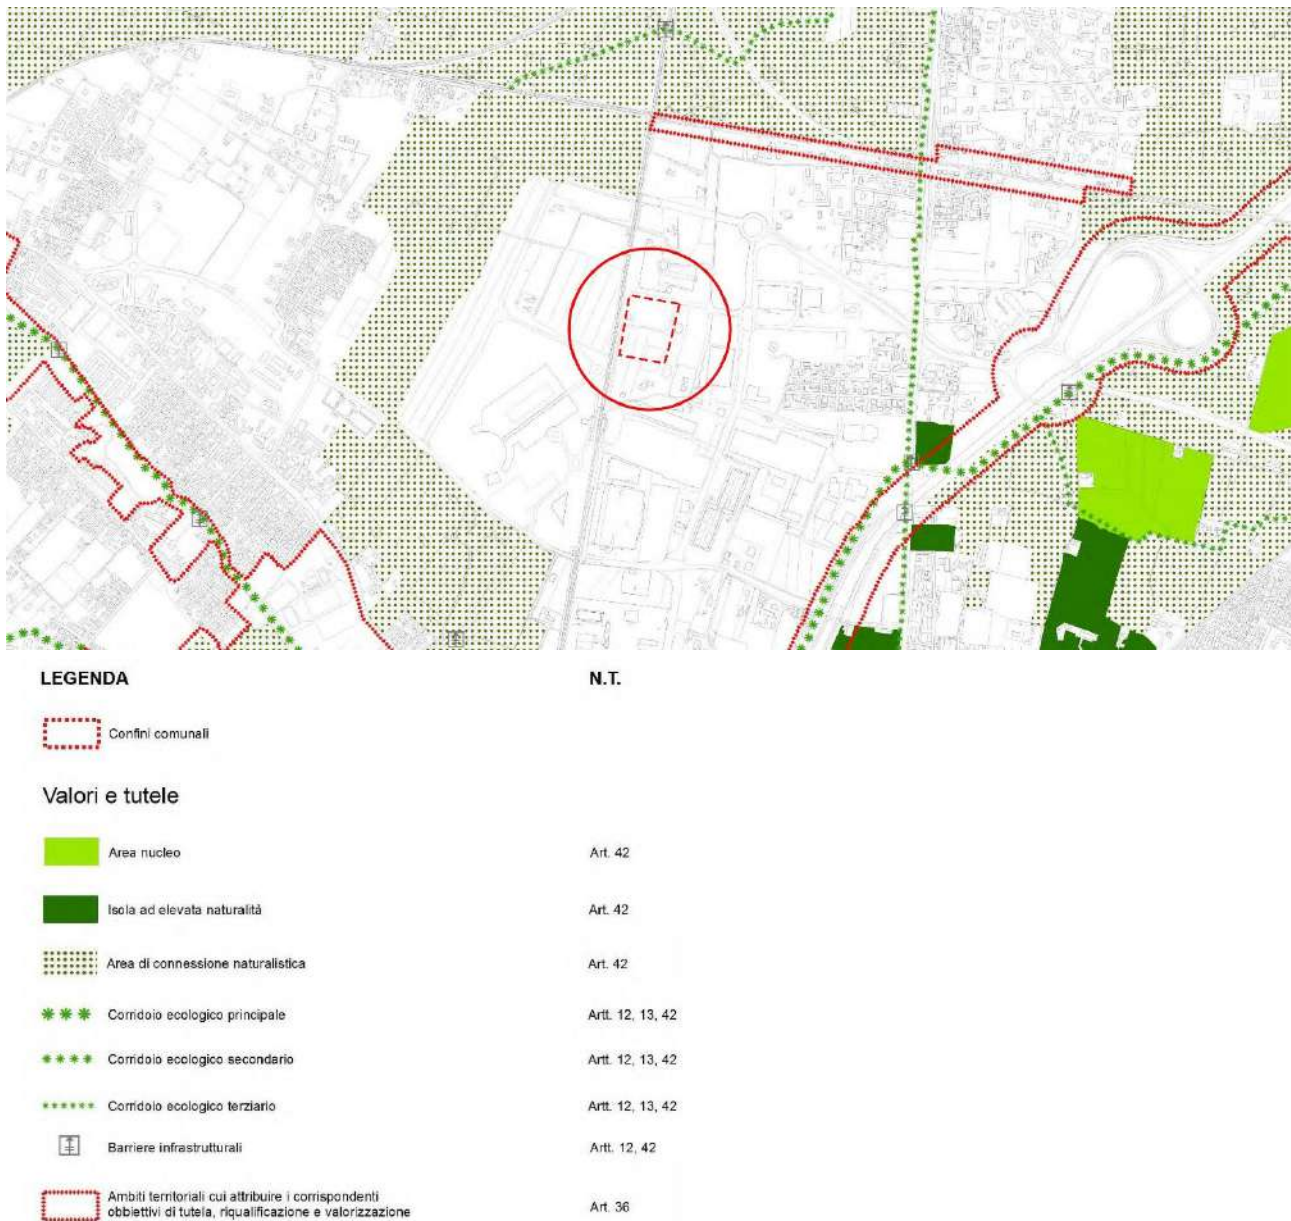 LEGENDA N.T.
Confini comunali
Valori e tutele
Area nucleo Art. 42
Isola ad elevata naturalità Art. 42
Area di connessione naturalistica Art. 42
Corridoio ecologico principale Artt. 12, 13, 42
Corridoio ecologico secondario Artt. 12, 13, 42
Corridoio ecologico terziario Artt. 12, 13, 42
Barriere infrastrutturali Artt. 12, 42
Ambiti territoriali cui attribuire i corrispondenti
obbiettivi di tutela, riqualificazione e valorizzazione Art. 36